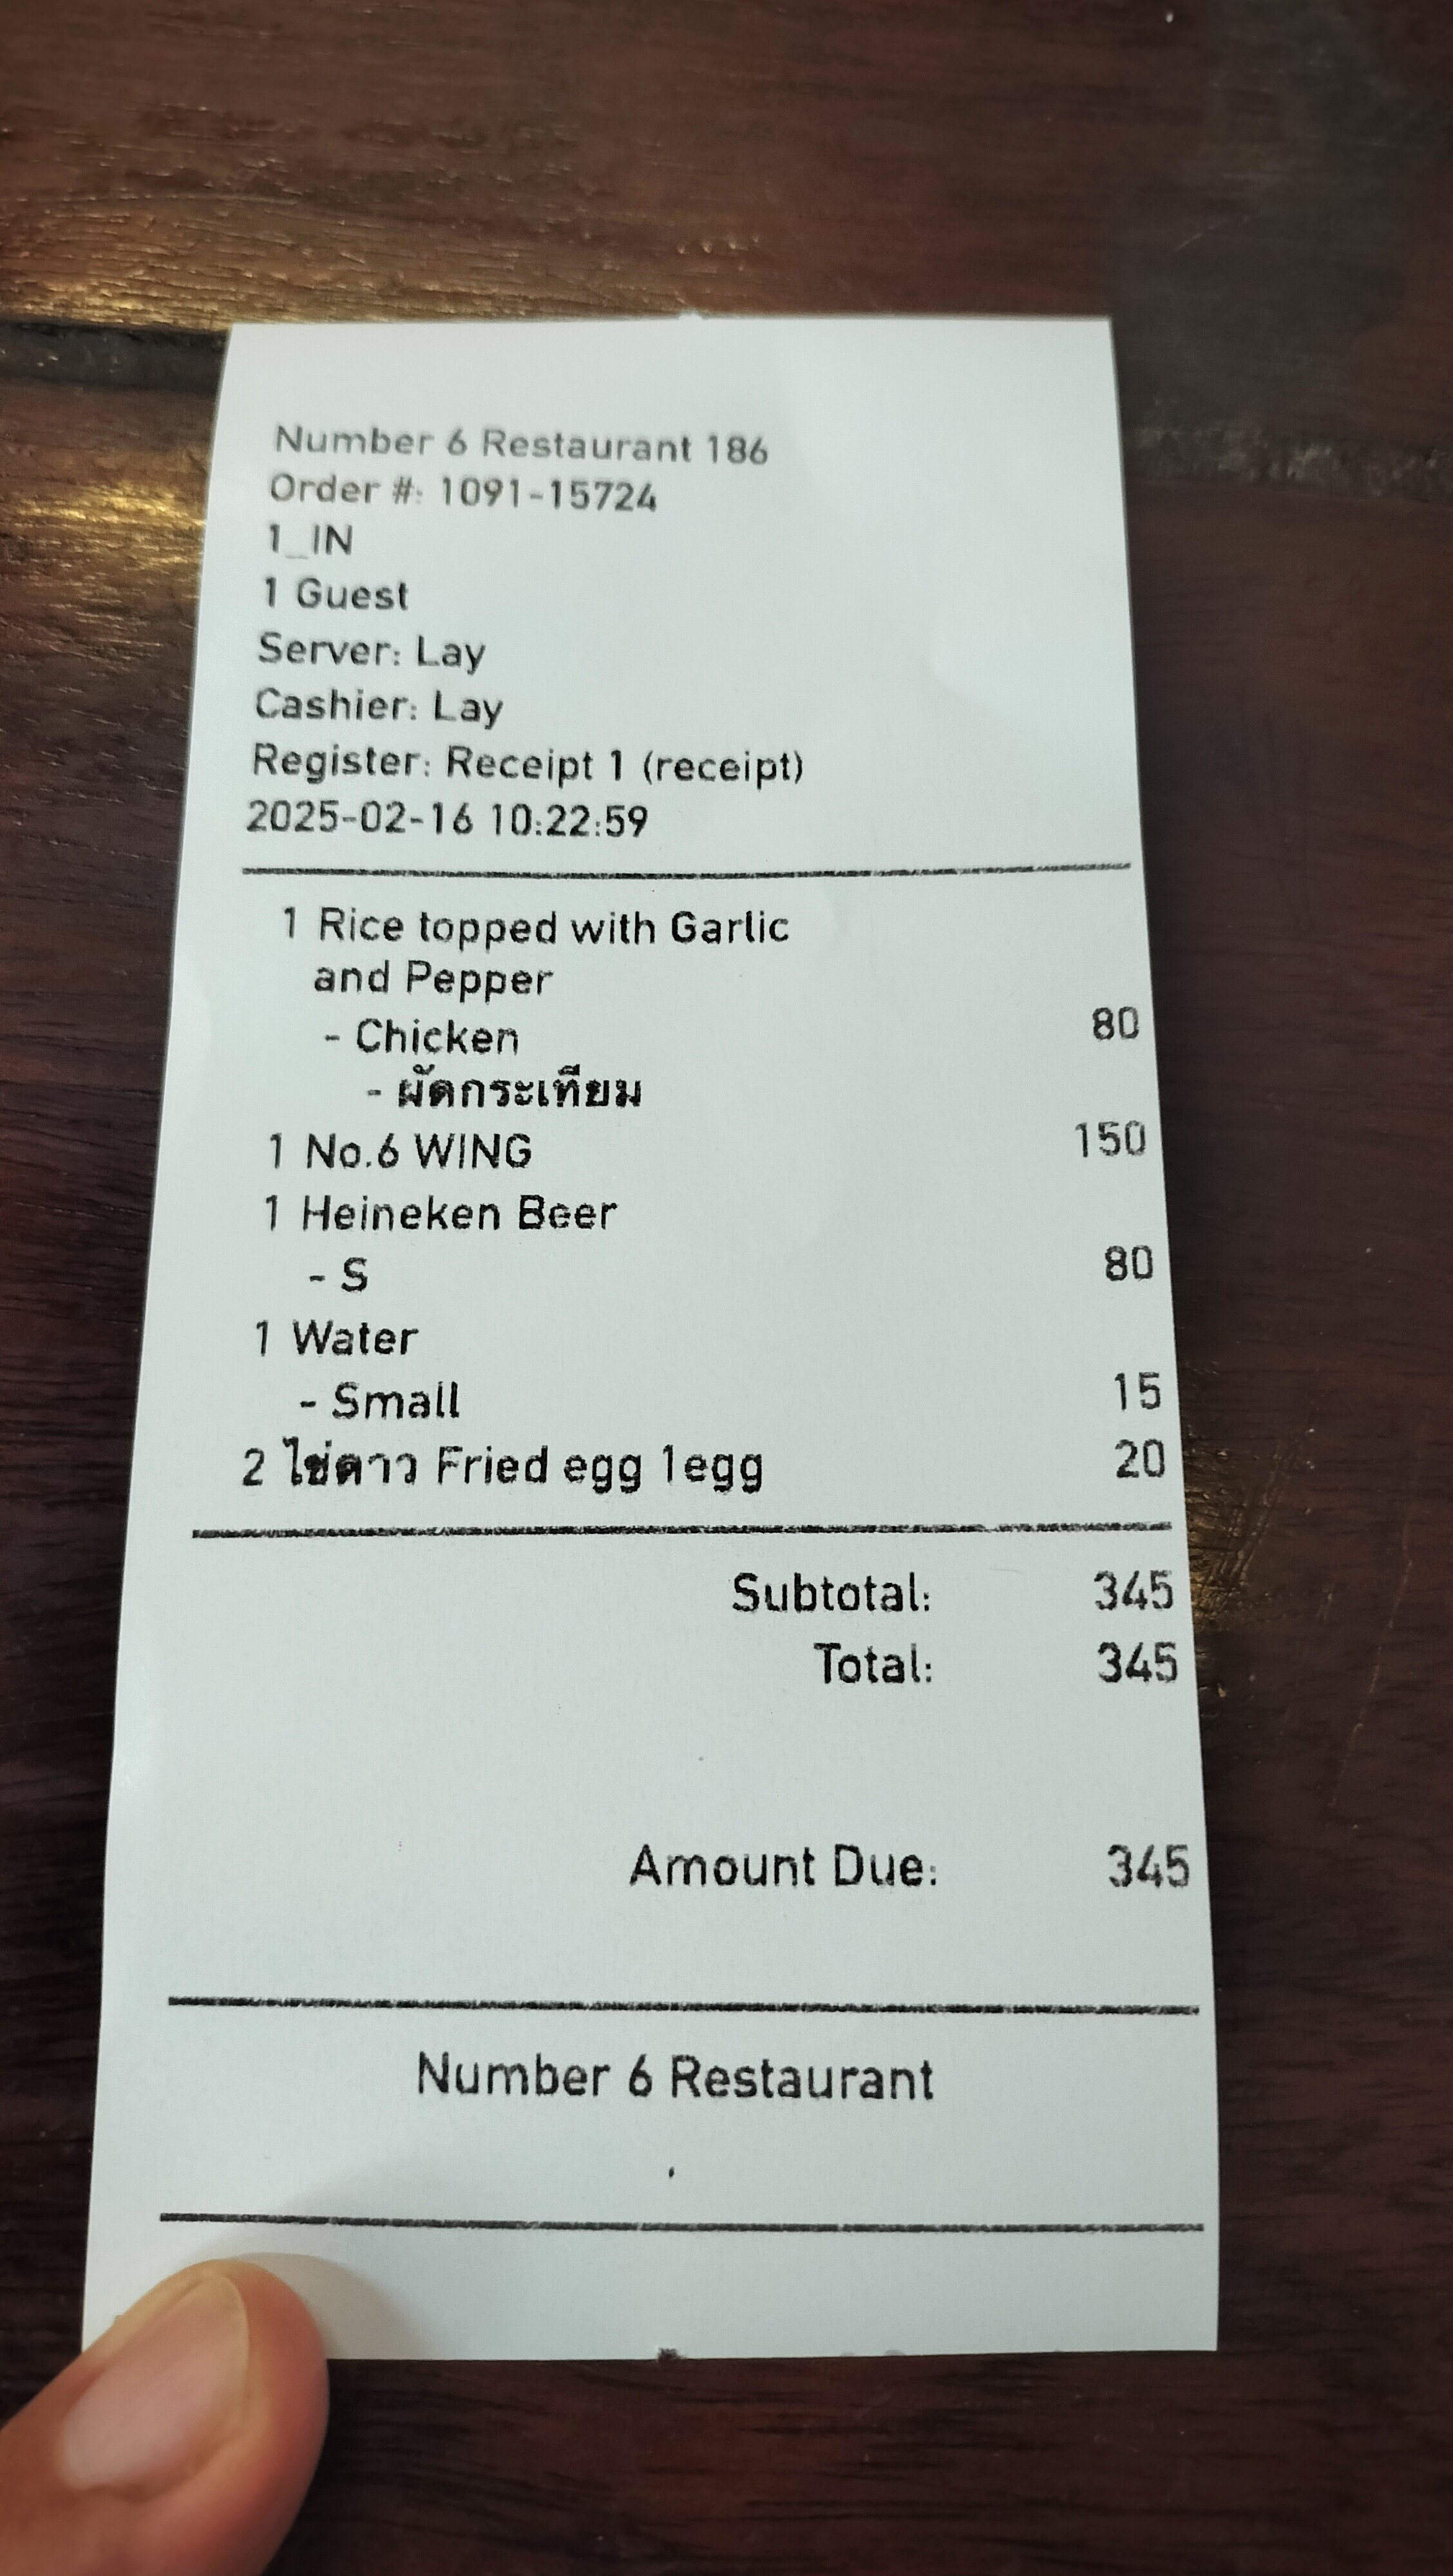 Number 6 Restaurant 186
Order #: 1091-15724
1_IN
1 Guest
Server: Lay
Cashier: Lay
Register: Receipt 1 (receipt)
2025-02-16 10:22:59
1 Rice topped with Garlic
and Pepper
- Chicken 80
- ผัดกระเทียม
1 No.6 WING 150
1 Heineken Beer
- S 80
1 Water
- Small 15
2 ไข่ดาว Fried egg 1egg 20
Subtotal: 345
Total: 345
Amount Due: 345
Number 6 Restaurant